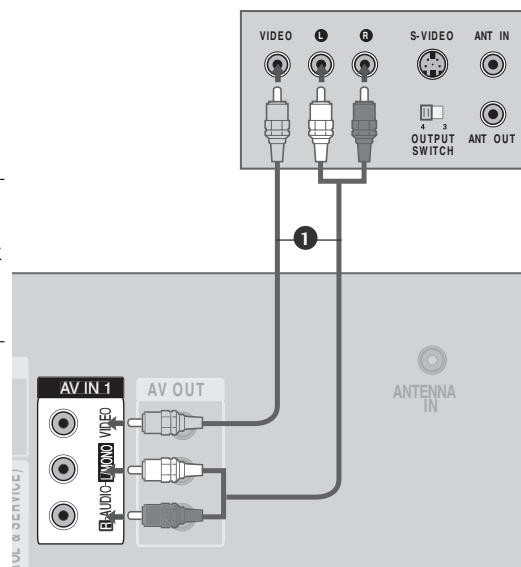 VIDEO L R S-VIDEO ANT IN
4 3
OUTPUT
SWITCH
ANT OUT
1
AV IN 1
AV OUT
VIDEO
L/MONO
AUDIO
R
ANTENNA
IN
& SERVICE)